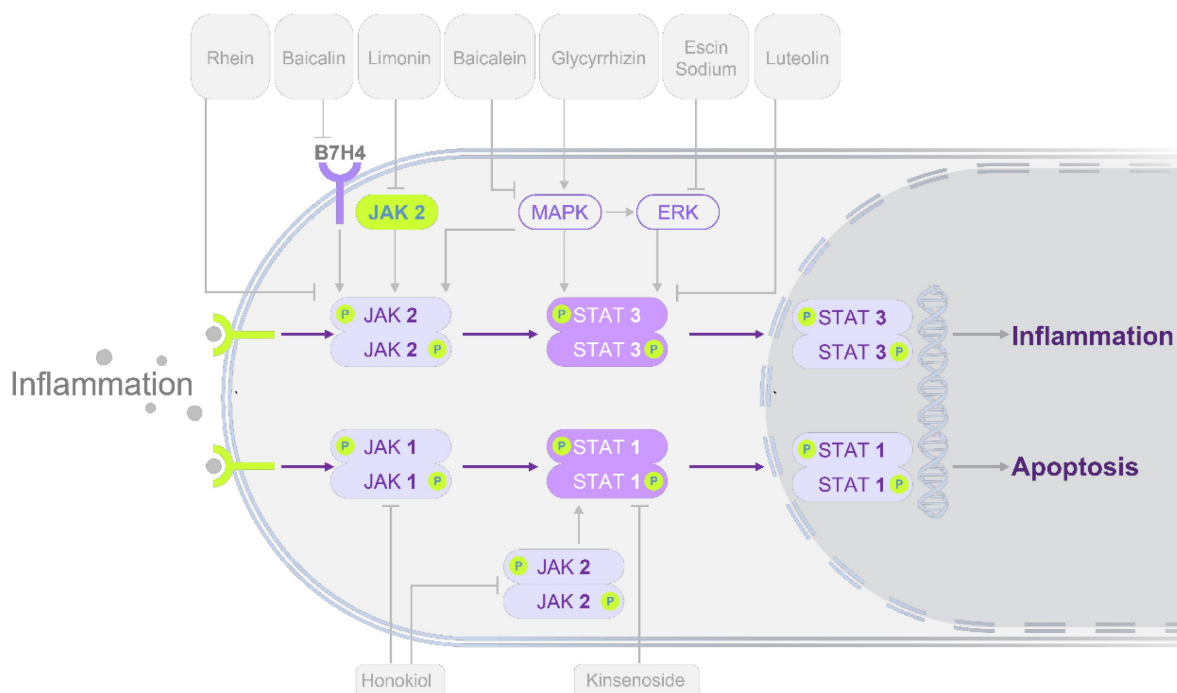 Rhein
Baicalin
Limonin
Baicalein
Glycyrrhizin
Escin
Sodium
Luteolin
B7H4
JAK 2
MAPK
ERK
P JAK 2
JAK 2 P
P STAT 3
STAT 3 P
P STAT 3
STAT 3 P
Inflammation
Inflammation
P JAK 1
JAK 1 P
P STAT 1
STAT 1 P
P STAT 1
STAT 1 P
Apoptosis
P JAK 2
JAK 2 P
Honokiol
Kinsenoside